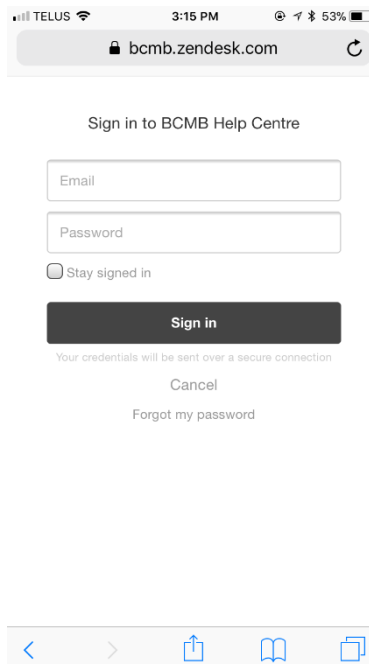 TELUS 3:15 PM 53%
bcmb.zendesk.com
Sign in to BCMB Help Centre
Email
Password
Stay signed in
Sign in
Your credentials will be sent over a secure connection
Cancel
Forgot my password